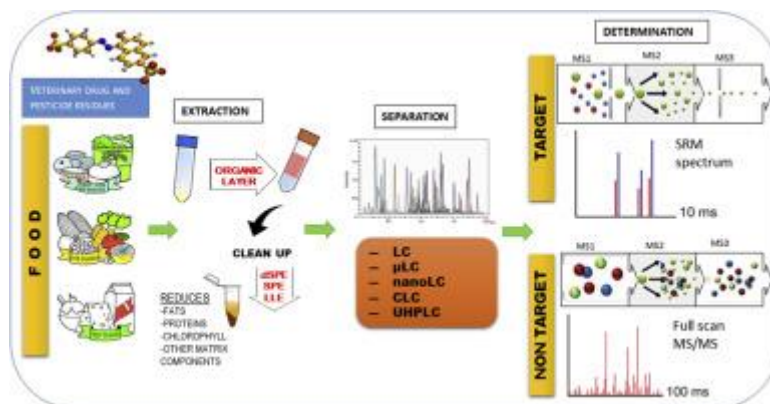 VETERINARY DRUG AND
PESTICIDE RESIDUES
FOOD
EXTRACTION
ORGANIC
LAYER
CLEAN UP
dSPE
SPE
LLE
REDUCES
-FATS
-PROTEINS
-CHLOROPHYLL
-OTHER MATRIX
COMPONENTS
SEPARATION
– LC
– µLC
– nanoLC
– CLC
– UHPLC
DETERMINATION
TARGET
MS1 MS2 MS3
SRM
spectrum
10 ms
NON TARGET
MS1 MS2 MS3
Full scan
MS/MS
100 ms